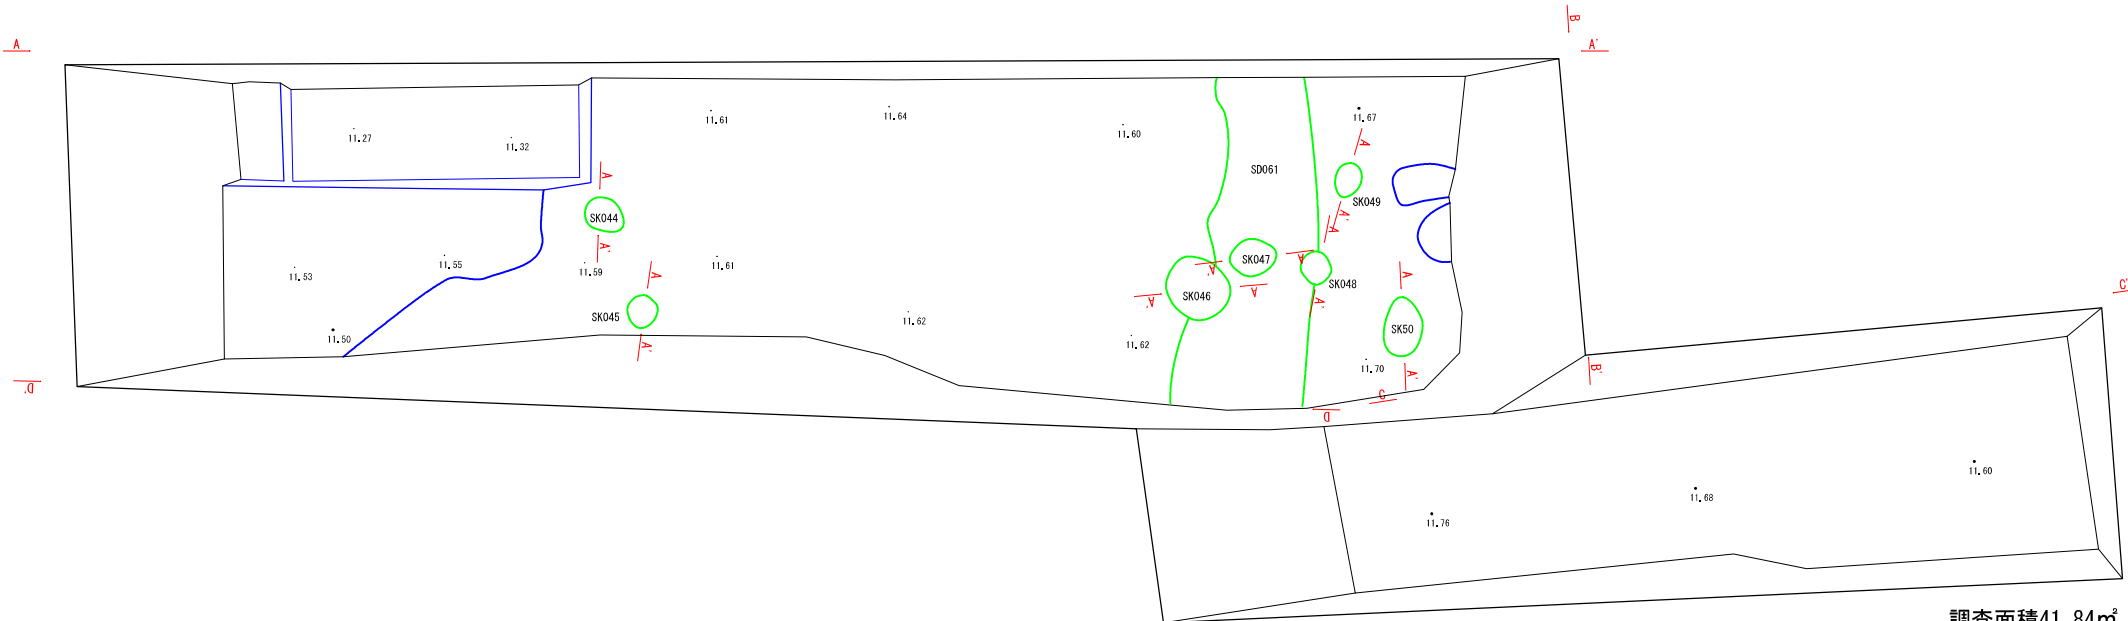 B
A
A'
11.67
11.64
11.61
11.60
11.27
11.32
A
SD061
A
SK049
SK044
A'
A
A'
A
SK047
A'
11.55
11.53
11.59
11.61
A
A
SK048
C'
SK046
A'
A
A'
SK045
11.62
SK50
11.50
11.62
A'
11.70
B'
A'
D'
C
D
11.60
11.68
11.76
調査面積41.84㎡